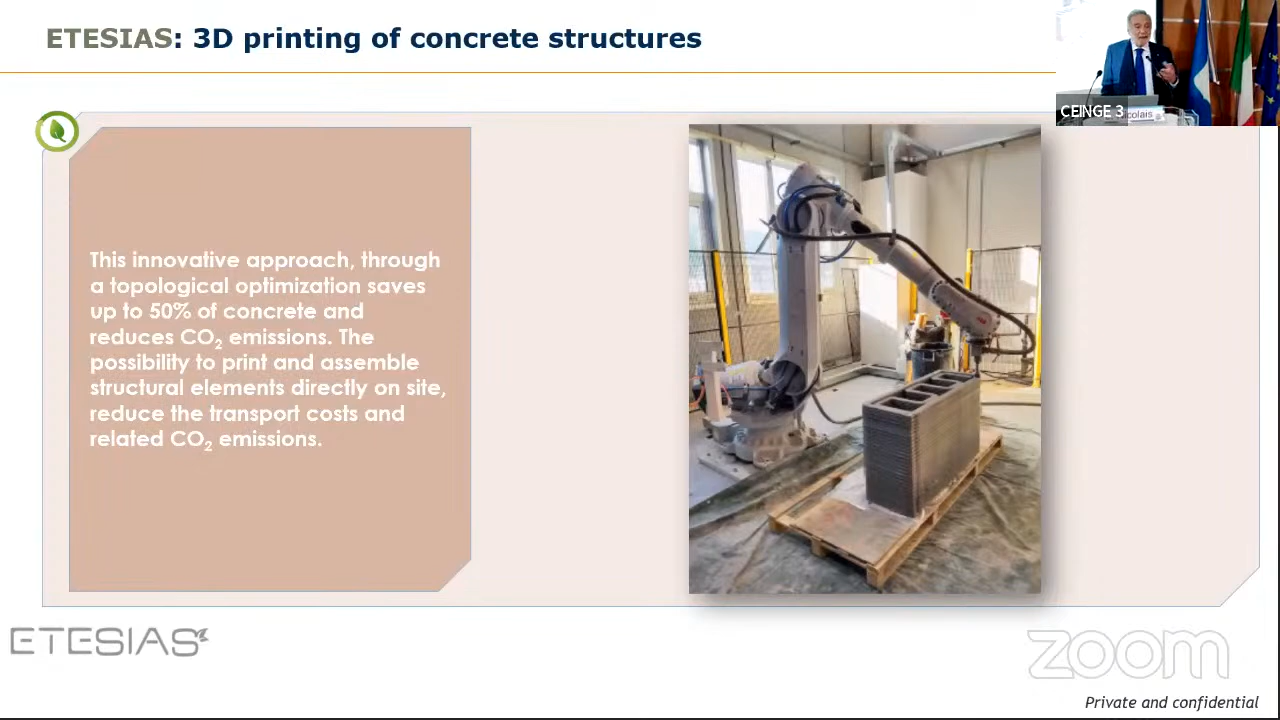 ETESIAS: 3D printing of concrete structures
CEINGE 3
colais
This innovative approach, through
a topological optimization saves
up to 50% of concrete and
reduces CO₂ emissions. The
possibility to print and assemble
structural elements directly on site,
reduce the transport costs and
related CO₂ emissions.
ETESIAS
zoom
Private and confidential